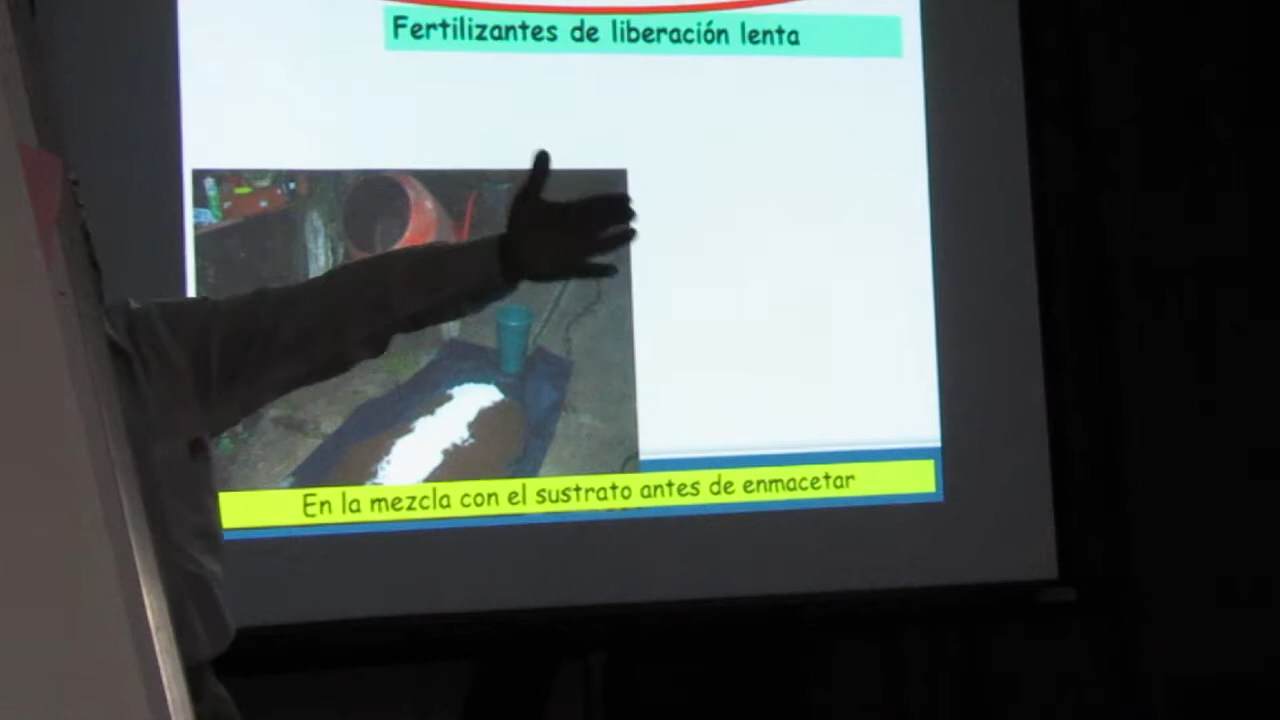 Fertilizantes de liberación lenta
En la mezcla con el sustrato antes de enmacetar